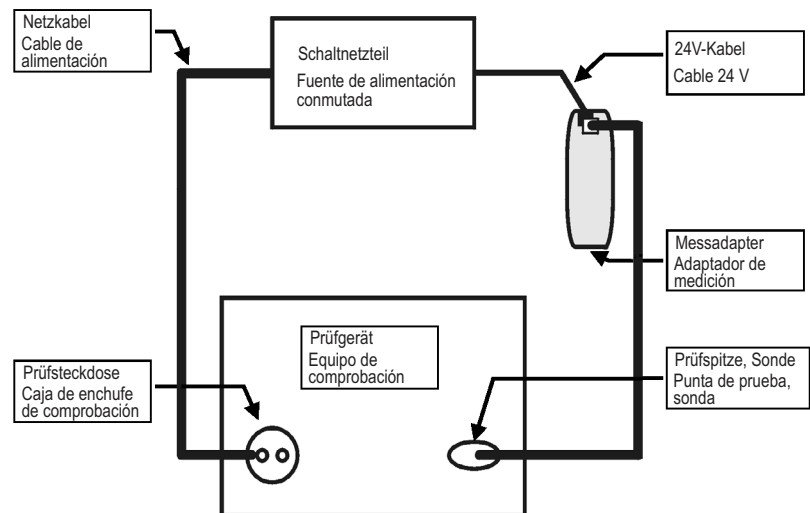 Netzkabel
Cable de
alimentación
Schaltnetzteil
Fuente de alimentación
conmutada
24V-Kabel
Cable 24 V
Messadapter
Adaptador de
medición
Prüfgerät
Equipo de
comprobación
Prüfsteckdose
Caja de enchufe
de comprobación
Prüfspitze, Sonde
Punta de prueba,
sonda